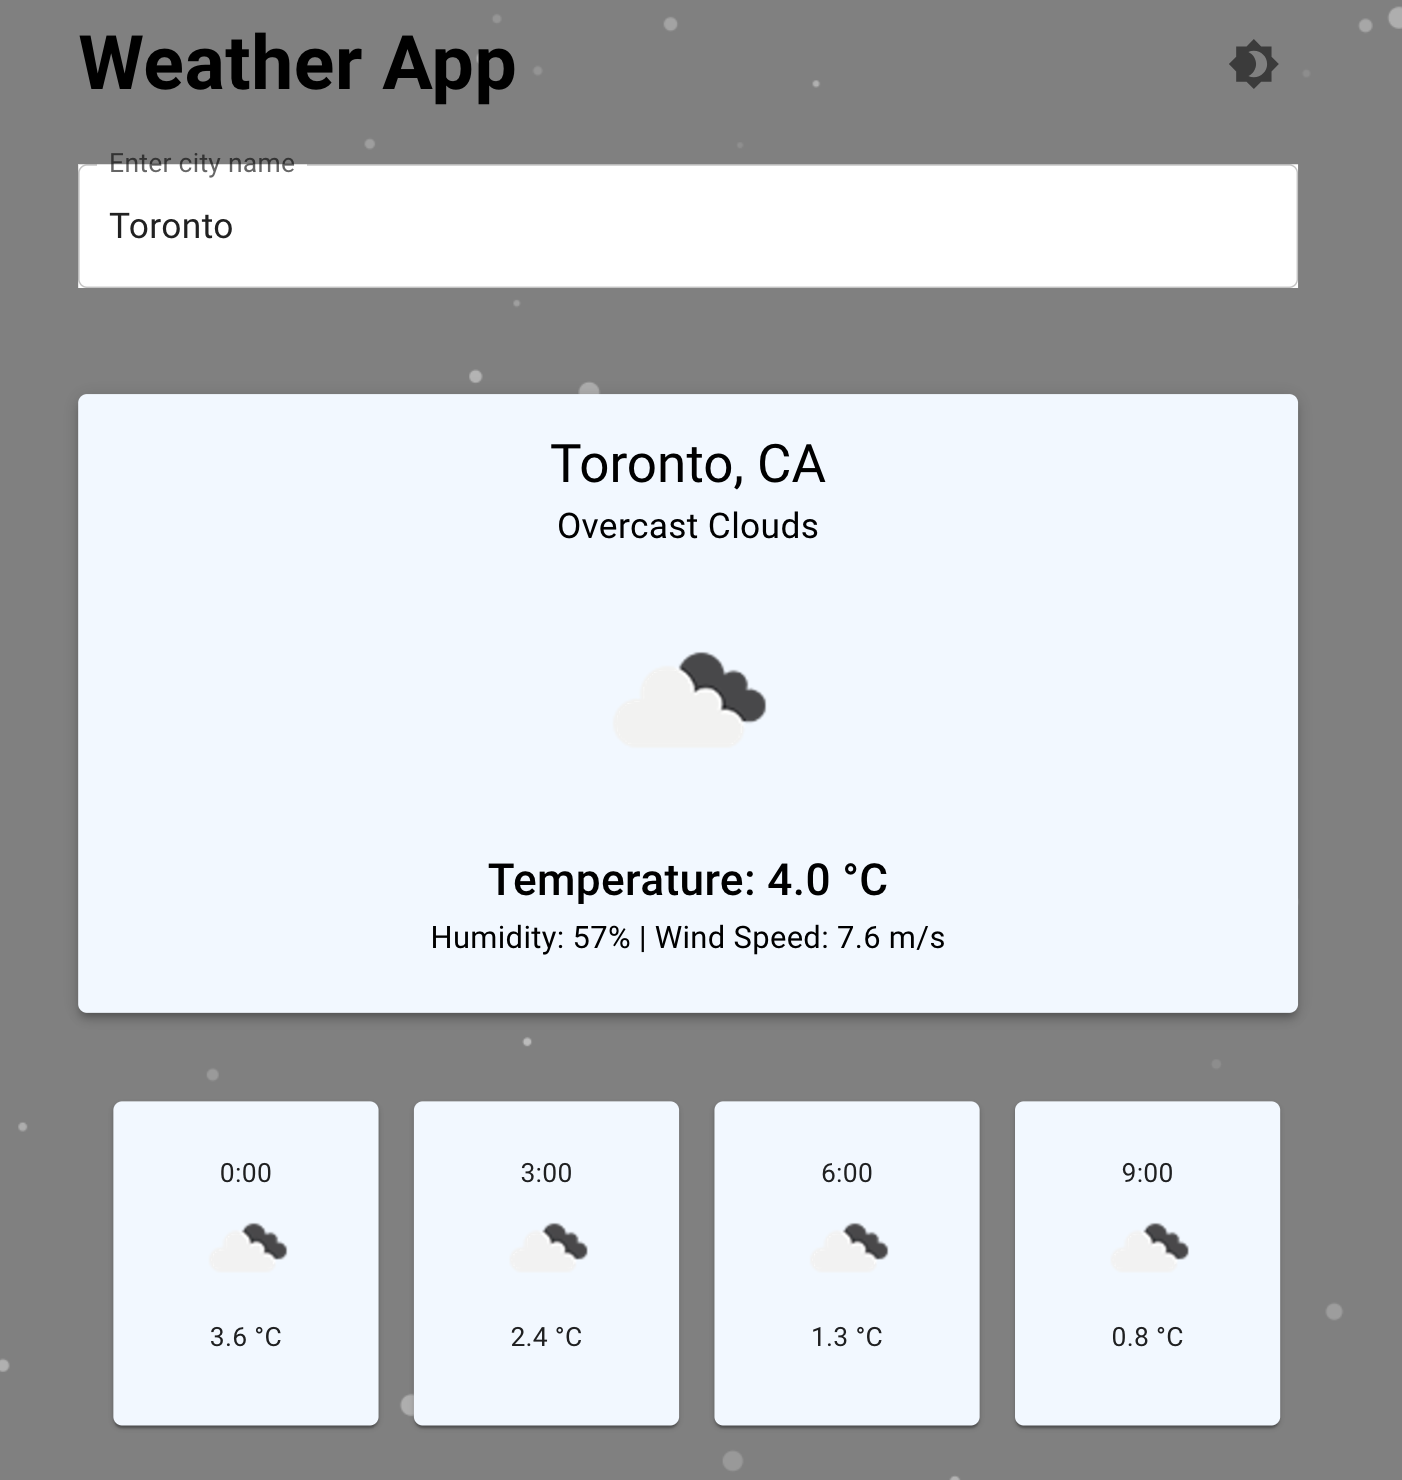 Weather App
Enter city name
Toronto
Toronto, CA
Overcast Clouds
Temperature: 4.0 °C
Humidity: 57% | Wind Speed: 7.6 m/s
0:00
3.6 °C
3:00
2.4 °C
6:00
1.3 °C
9:00
0.8 °C